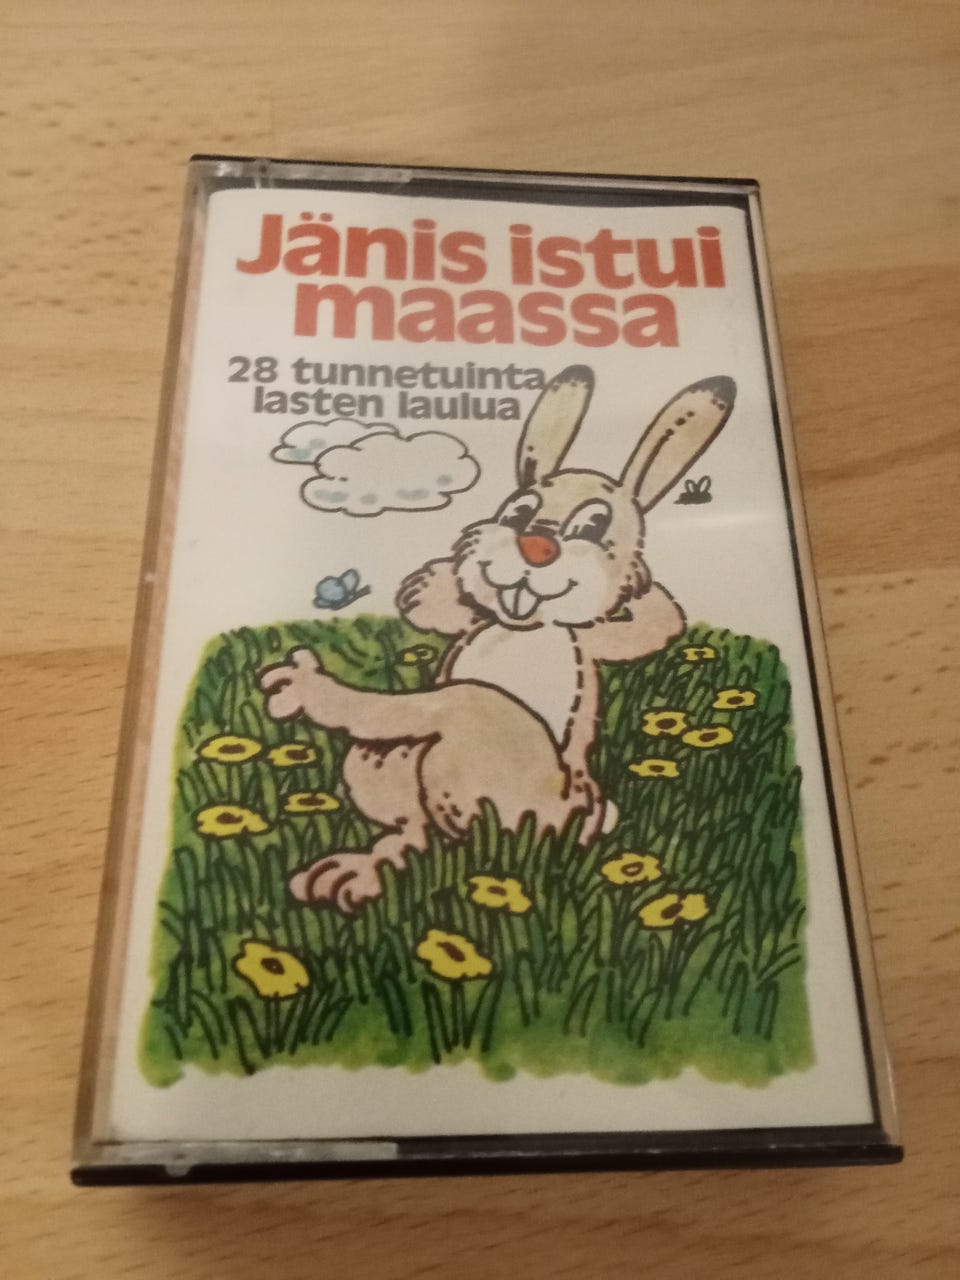 Jänis istui
maassa
28 tunnetuinta
lasten laulua